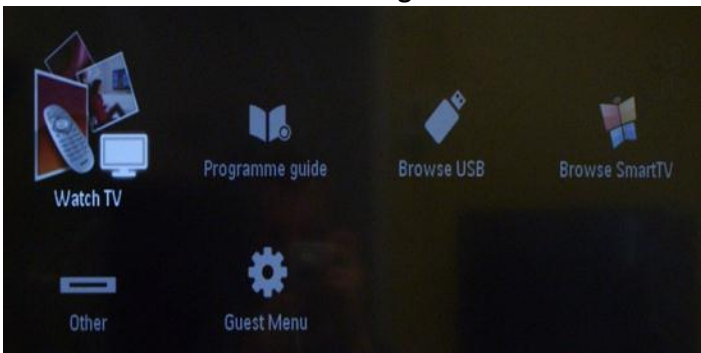 Watch TV
Programme guide
Browse USB
Browse SmartTV
Other
Guest Menu